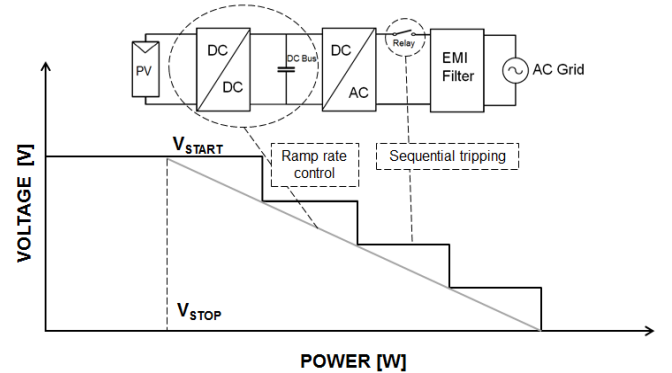 PV
DC
DC
DC Bus
DC
AC
Relay
EMI
Filter
AC Grid
VSTART
Ramp rate
control
Sequential tripping
VOLTAGE [V]
VSTOP
POWER [W]